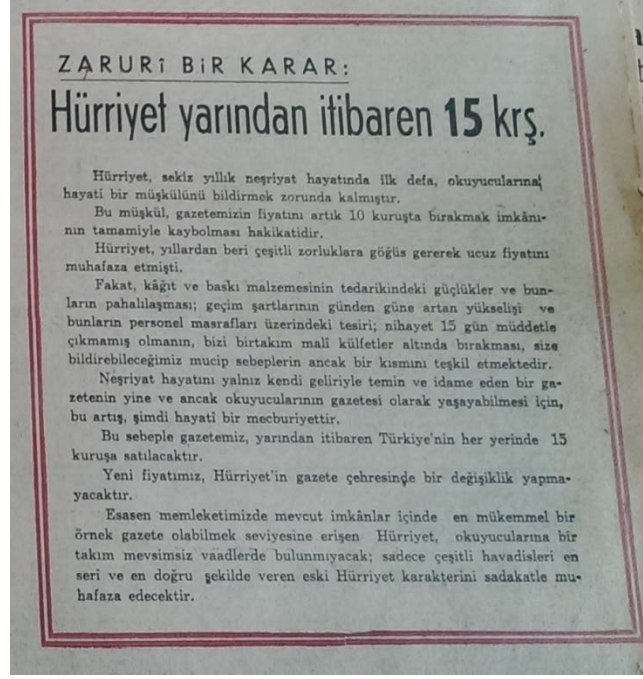 ZARURî BİR KARAR:
Hürriyet yarından itibaren 15 krş.
Hürriyet, sekiz yıllık neşriyat hayatında ilk defa, okuyucularına
hayati bir müşkülünü bildirmek zorunda kalmıştır.
Bu müşkül, gazetemizin fiyatını artık 10 kuruşta bırakmak imkânı-
nın tamamiyle kaybolması hakikatidir.
Hürriyet, yıllardan beri çeşitli zorluklara göğüs gererek ucuz fiyatını
muhafaza etmişti.
Fakat, kâğıt ve baskı malzemesinin tedarikindeki güçlükler ve bun-
ların pahalılaşması; geçim şartlarının günden güne artan yükselişi ve
bunların personel masrafları üzerindeki tesiri; nihayet 15 gün müddetle
çıkmamış olmanın, bizi birtakım malî külfetler altında bırakması, size
bildirebileceğimiz mucip sebeplerin ancak bir kısmını teşkil etmektedir.
Neşriyat hayatını yalnız kendi geliriyle temin ve idame eden bir ga-
zetenin yine ve ancak okuyucularının gazetesi olarak yaşayabilmesi için,
bu artış, şimdi hayatî bir mecburiyettir.
Bu sebeple gazetemiz, yarından itibaren Türkiye'nin her yerinde 15
kuruşa satılacaktır.
Yeni fiyatımız, Hürriyet'in gazete çehresinde bir değişiklik yapma-
yacaktır.
Esasen memleketimizde mevcut imkânlar içinde en mükemmel bir
örnek gazete olabilmek seviyesine erişen Hürriyet, okuyucularına bir
takım mevsimsiz vaadlerde bulunmıyacak; sadece çeşitli havadisleri en
seri ve en doğru şekilde veren eski Hürriyet karakterini sadakatle mu-
hafaza edecektir.